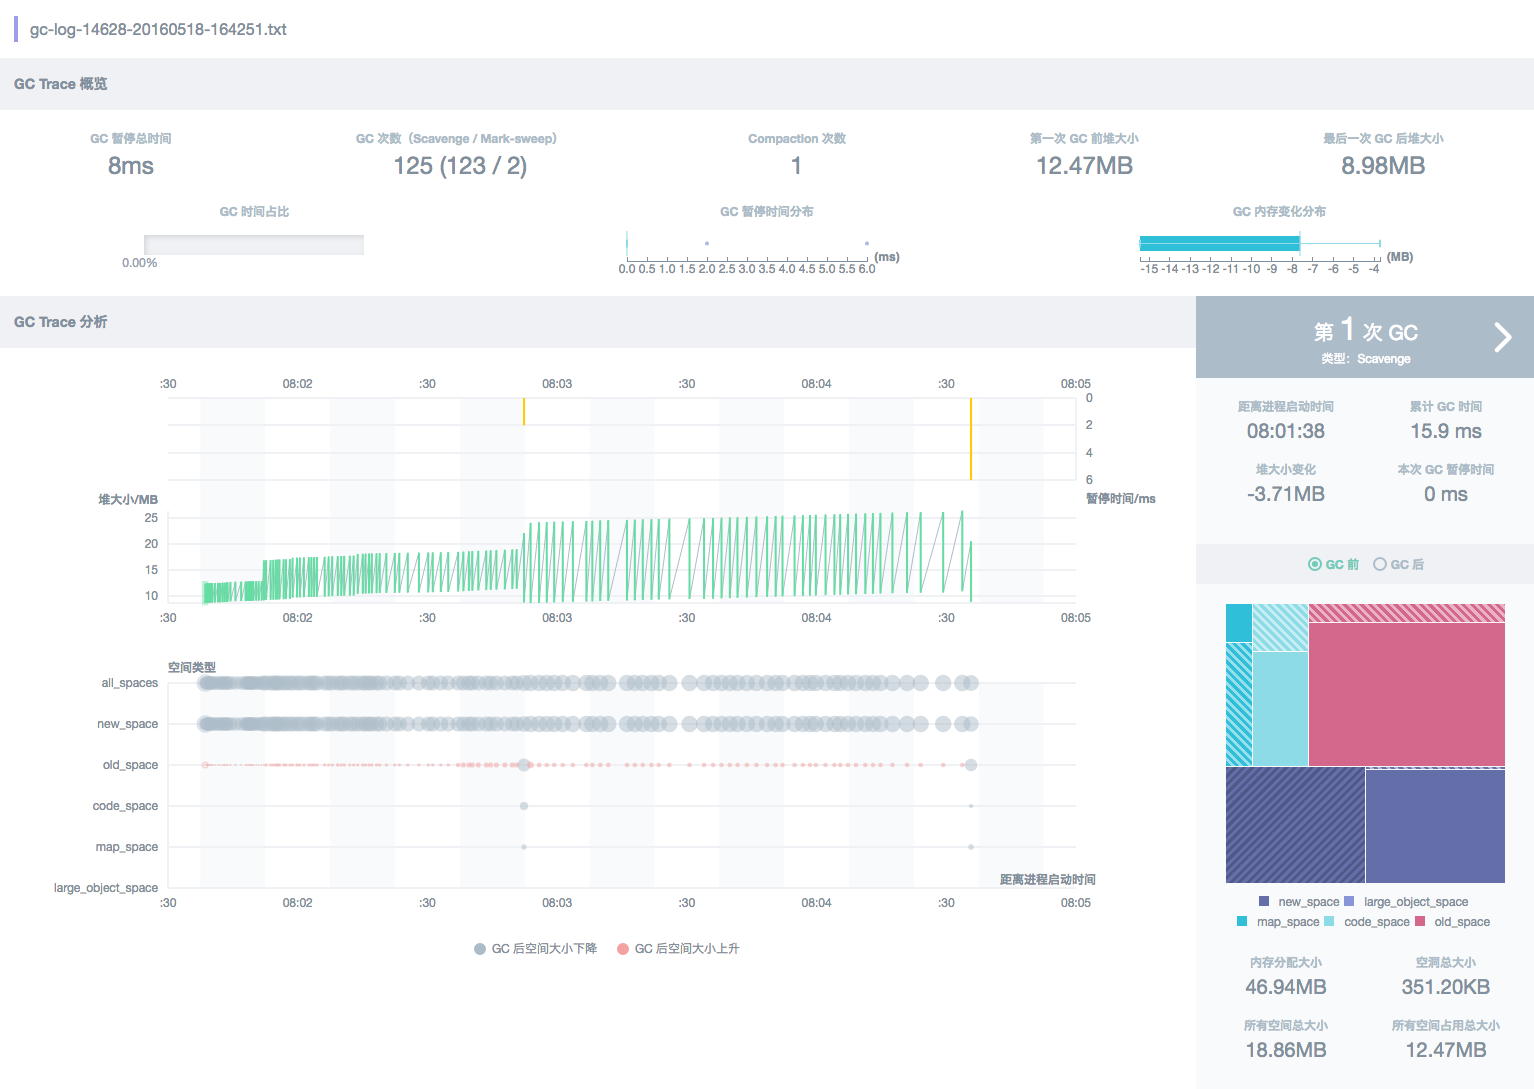 gc-log-14628-20160518-164251.txt
GC Trace 概览
GC 暂停总时间
8ms
GC 次数（Scavenge / Mark-sweep）
125 (123 / 2)
Compaction 次数
1
第一次 GC 前堆大小
12.47MB
最后一次 GC 后堆大小
8.98MB
GC 时间占比
0.00%
GC 暂停时间分布
(ms)
0.0 0.5 1.0 1.5 2.0 2.5 3.0 3.5 4.0 4.5 5.0 5.5 6.0
GC 内存变化分布
(MB)
-15 -14 -13 -12 -11 -10 -9 -8 -7 -6 -5 -4
GC Trace 分析
:30 08:02 :30 08:03 :30 08:04 :30 08:05
0
2
4
6
堆大小/MB
暂停时间/ms
25
20
15
10
:30 08:02 :30 08:03 :30 08:04 :30 08:05
空间类型
all_spaces
new_space
old_space
code_space
map_space
large_object_space
距离进程启动时间
:30 08:02 :30 08:03 :30 08:04 :30 08:05
GC 后空间大小下降 GC 后空间大小上升
第 1 次 GC
类型：Scavenge
距离进程启动时间
08:01:38
累计 GC 时间
15.9 ms
堆大小变化
-3.71MB
本次 GC 暂停时间
0 ms
GC 前 GC 后
new_space large_object_space
map_space code_space old_space
内存分配大小
46.94MB
空洞总大小
351.20KB
所有空间总大小
18.86MB
所有空间占用总大小
12.47MB